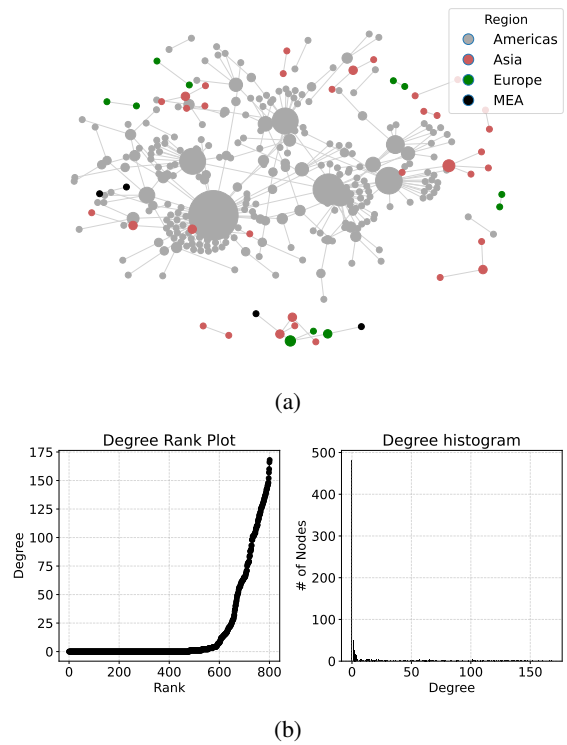 Region
Americas
Asia
Europe
MEA
(a)
Degree Rank Plot
175
150
125
100
75
50
25
0
Degree
0 200 400 600 800
Rank
Degree histogram
500
400
300
200
100
0
# of Nodes
0 50 100 150
Degree
(b)